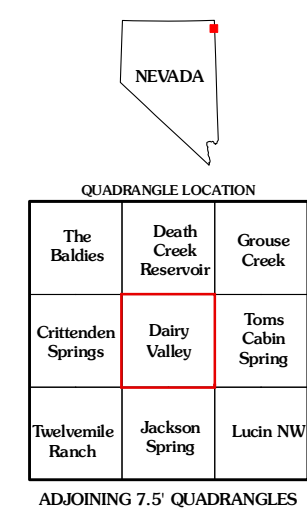 NEVADA
QUADRANGLE LOCATION
The
Baldies
Death
Creek
Reservoir
Grouse
Creek
Crittenden
Springs
Dairy
Valley
Toms
Cabin
Spring
Twelvemile
Ranch
Jackson
Spring
Lucin NW
ADJOINING 7.5' QUADRANGLES